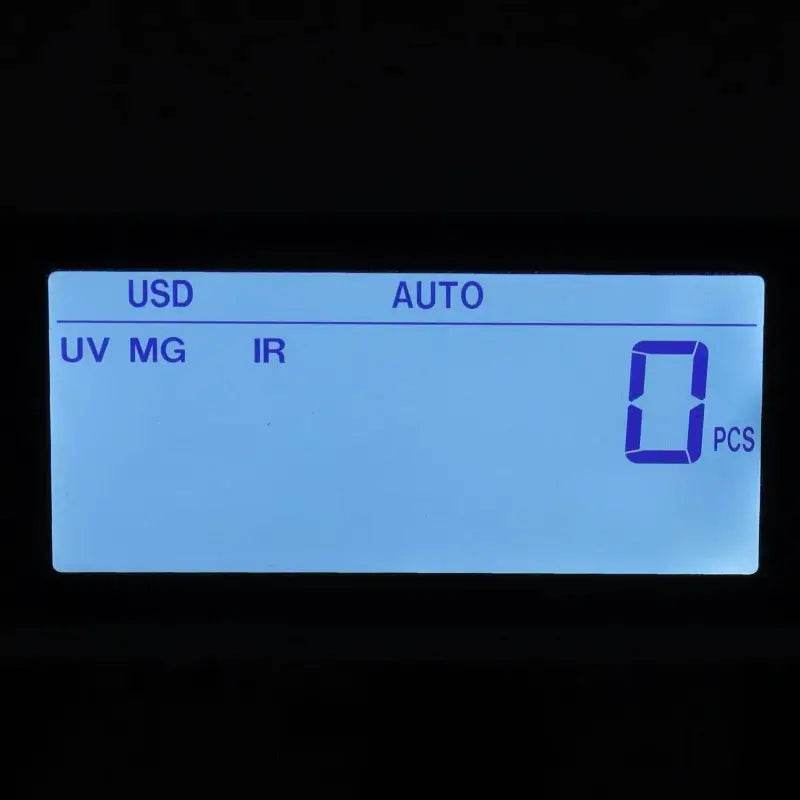 USD AUTO
UV MG IR
0 PCS